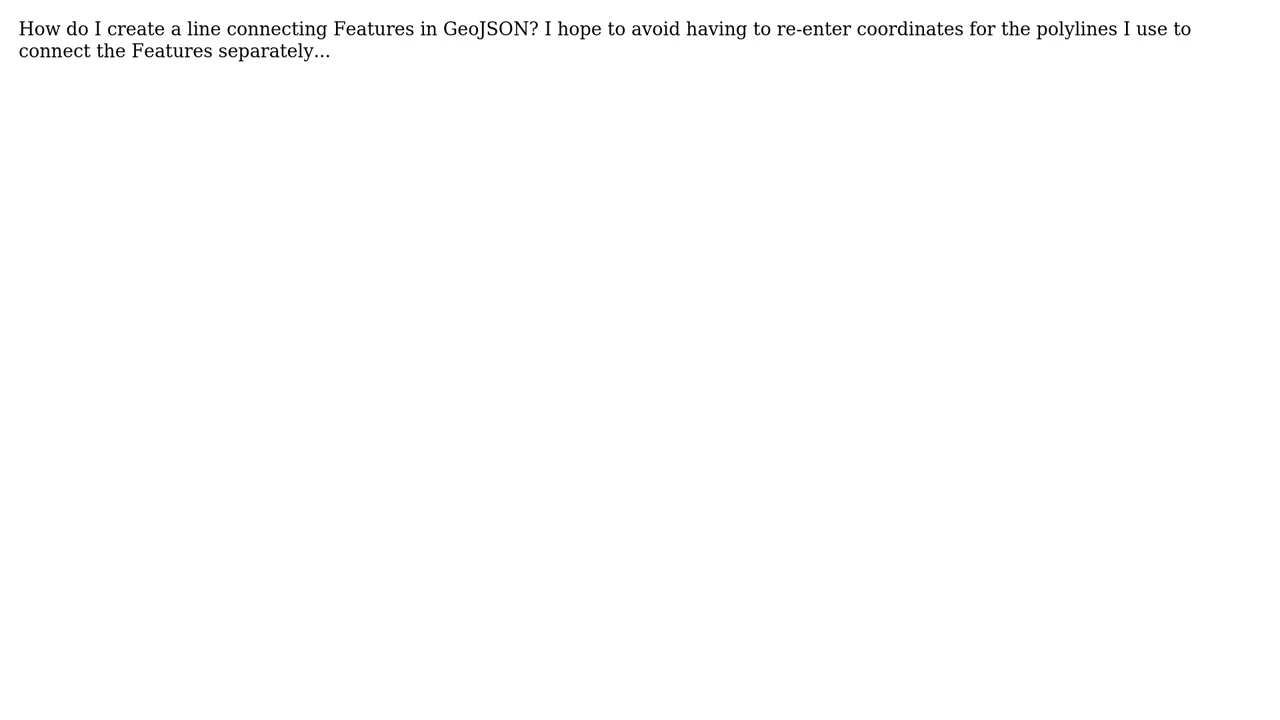 How do I create a line connecting Features in GeoJSON? I hope to avoid having to re-enter coordinates for the polylines I use to
connect the Features separately...